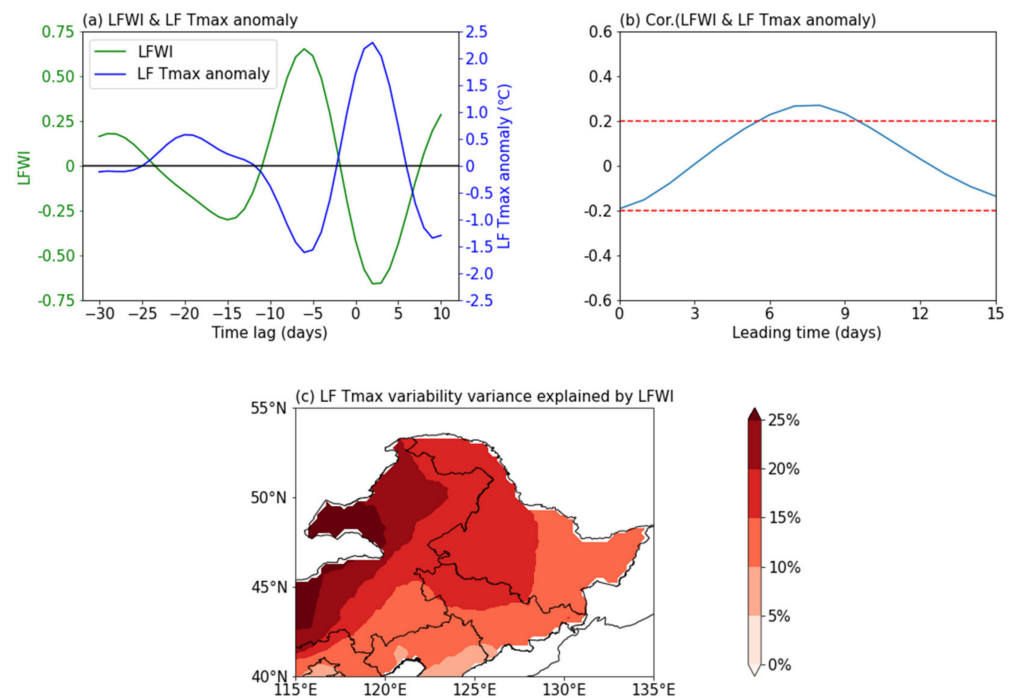 (a) LFWI & LF Tmax anomaly
0.75
0.50
0.25
0
-0.25
-0.50
-0.75
LFWI
LFWI
LF Tmax anomaly
2.5
2.0
1.5
1.0
0.5
0.0
-0.5
-1.0
-1.5
-2.0
-2.5
LF Tmax anomaly (℃)
−30 −25 −20 −15 −10 −5 0 5 10
Time lag (days)
(b) Cor.(LFWI & LF Tmax anomaly)
0.6
0.4
0.2
0
-0.2
-0.4
-0.6
0 3 6 9 12 15
Leading time (days)
(c) LF Tmax variability variance explained by LFWI
55°N
50°N
45°N
40°N
115°E 120°E 125°E 130°E 135°E
25%
20%
15%
10%
5%
0%